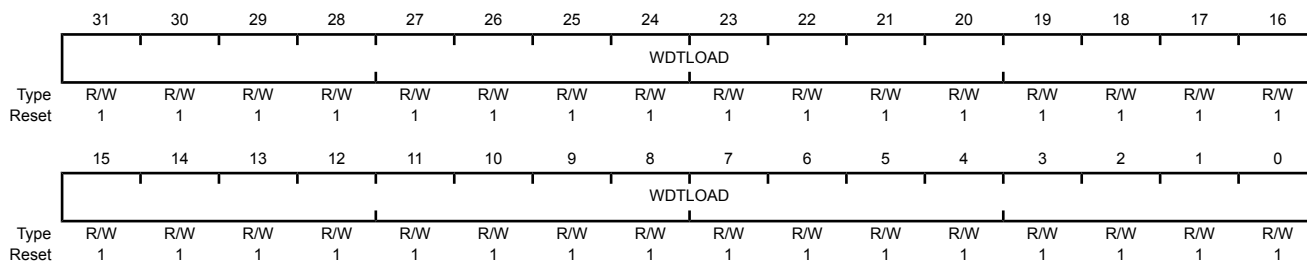 31 30 29 28 27 26 25 24 23 22 21 20 19 18 17 16
WDTLOAD
Type R/W R/W R/W R/W R/W R/W R/W R/W R/W R/W R/W R/W R/W R/W R/W R/W
Reset 1 1 1 1 1 1 1 1 1 1 1 1 1 1 1 1
15 14 13 12 11 10 9 8 7 6 5 4 3 2 1 0
WDTLOAD
Type R/W R/W R/W R/W R/W R/W R/W R/W R/W R/W R/W R/W R/W R/W R/W R/W
Reset 1 1 1 1 1 1 1 1 1 1 1 1 1 1 1 1